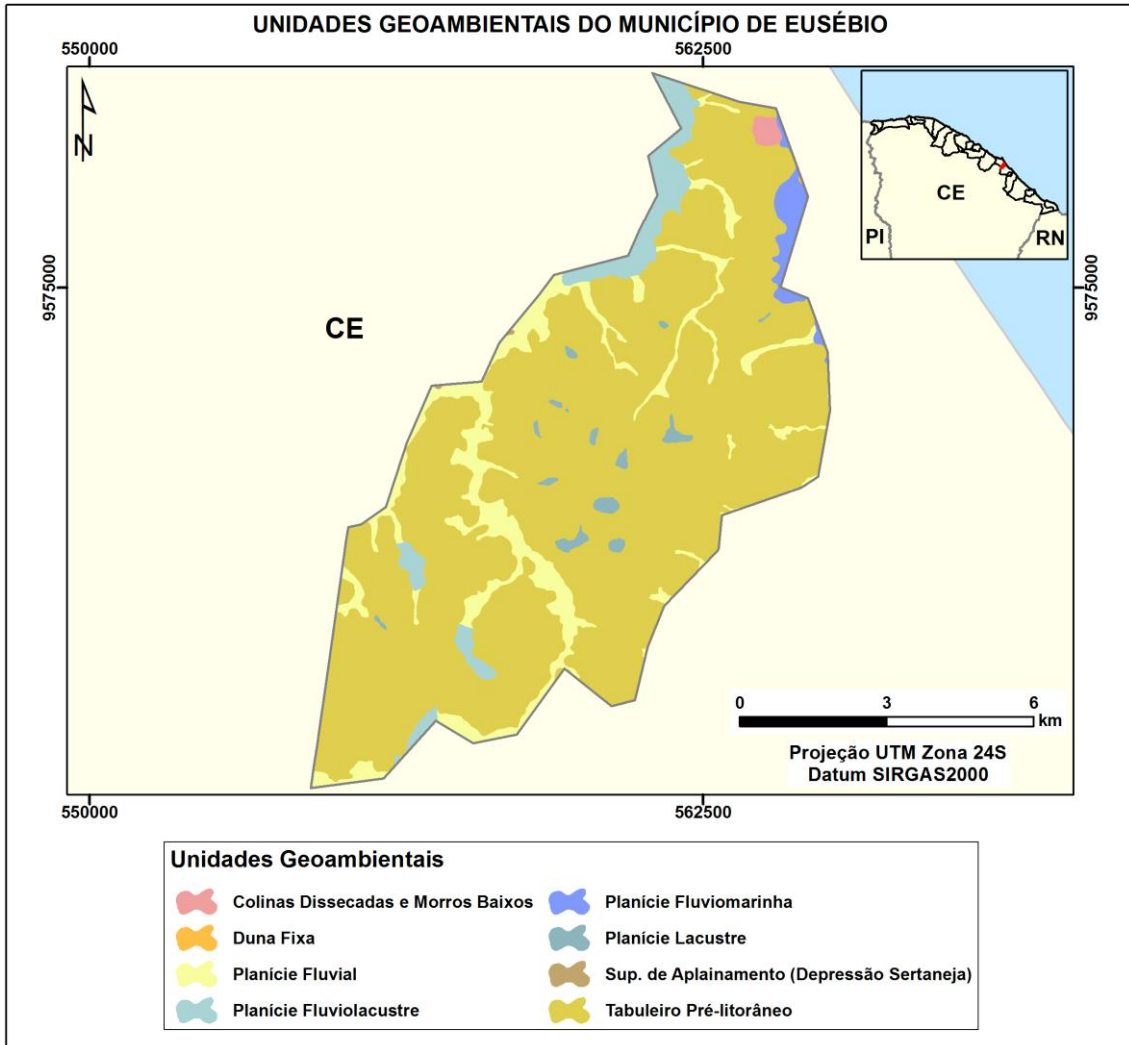 UNIDADES GEOAMBIENTAIS DO MUNICÍPIO DE EUSÉBIO
550000
562500
N
9575000
9575000
CE
CE
PI
RN
0
3
6
km
Projeção UTM Zona 24S
Datum SIRGAS2000
550000
562500
Unidades Geoambientais
Colinas Dissecadas e Morros Baixos
Duna Fixa
Planície Fluvial
Planície Fluviolacustre
Planície Fluviomarinha
Planície Lacustre
Sup. de Aplainamento (Depressão Sertaneja)
Tabuleiro Pré-litorâneo